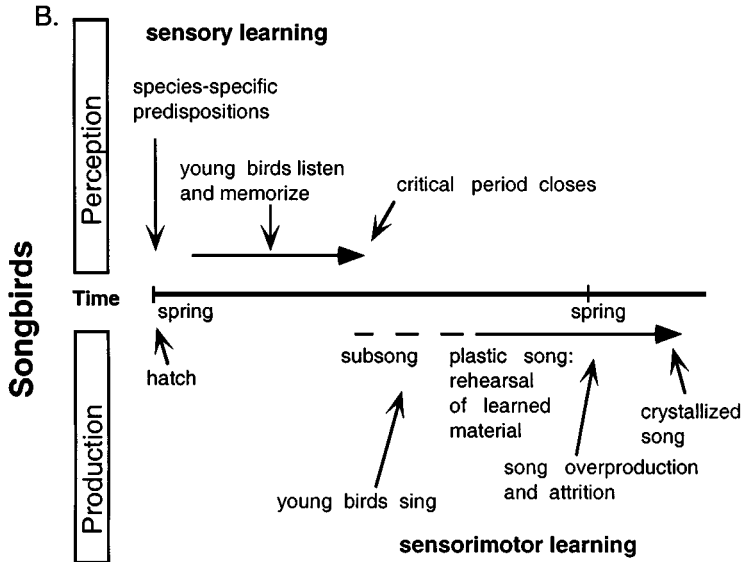 B.
sensory learning
species-specific
predispositions
young birds listen
and memorize
critical period closes
Perception
Songbirds
Time
spring
spring
hatch
subsong
plastic song:
rehearsal
of learned
material
crystallized
song
song overproduction
and attrition
young birds sing
Production
sensorimotor learning